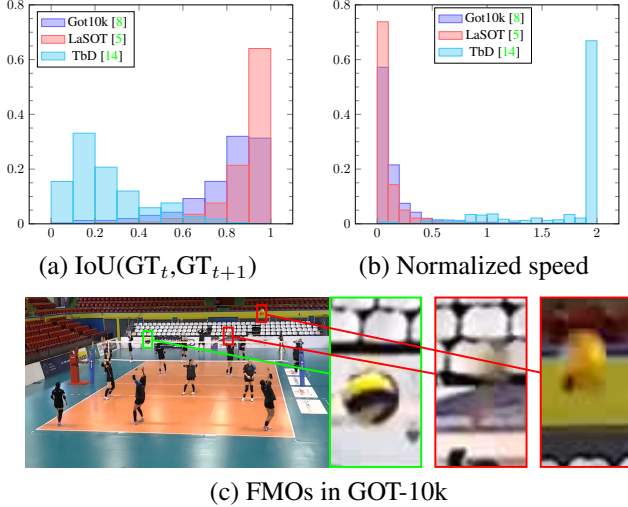 0.8
0.6
0.4
0.2
0
0 0.2 0.4 0.6 0.8 1
Got10k [8]
LaSOT [5]
TbD [14]
(a) IoU(GTt,GTt+1)
0.8
0.6
0.4
0.2
0
0 0.5 1 1.5 2
Got10k [8]
LaSOT [5]
TbD [14]
(b) Normalized speed
(c) FMOs in GOT-10k